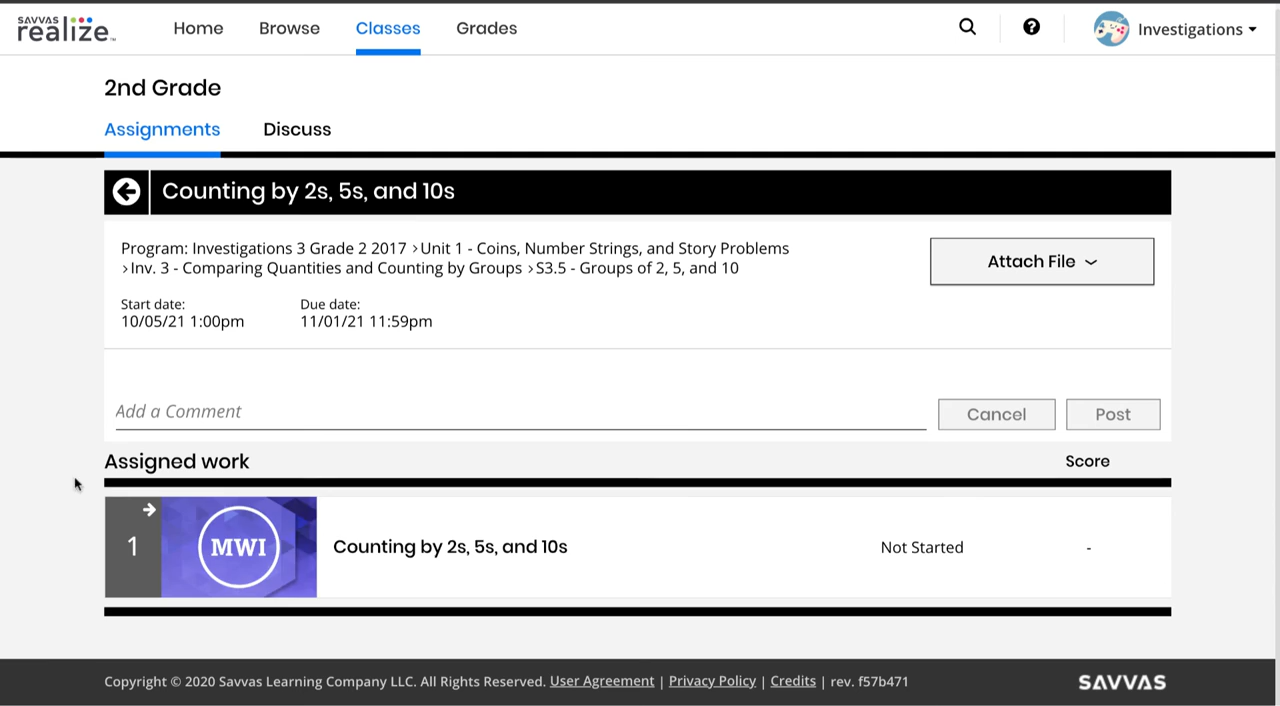 SAVVAS
realize™ Home Browse Classes Grades Investigations
2nd Grade
Assignments Discuss
Counting by 2s, 5s, and 10s
Program: Investigations 3 Grade 2 2017 › Unit 1 - Coins, Number Strings, and Story Problems
› Inv. 3 - Comparing Quantities and Counting by Groups › S3.5 - Groups of 2, 5, and 10
Attach File
Start date: Due date:
10/05/21 1:00pm 11/01/21 11:59pm
Add a Comment Cancel Post
Assigned work Score
1 MWI Counting by 2s, 5s, and 10s Not Started -
Copyright © 2020 Savvas Learning Company LLC. All Rights Reserved. User Agreement | Privacy Policy | Credits | rev. f57b471 SAVVAS